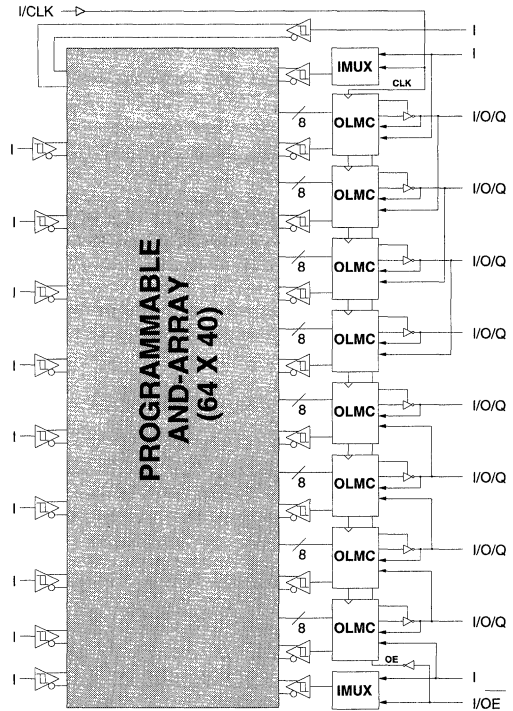 I/CLK
I
I
IMUX
CLK
8
OLMC
I/O/Q
I
8
OLMC
I/O/Q
I
8
OLMC
I/O/Q
I
8
OLMC
I/O/Q
I
8
OLMC
I/O/Q
I
8
OLMC
I/O/Q
I
8
OLMC
I/O/Q
I
8
OLMC
I/O/Q
I
OE
I
I
IMUX
I/OE
PROGRAMMABLE
AND-ARRAY
(64 X 40)